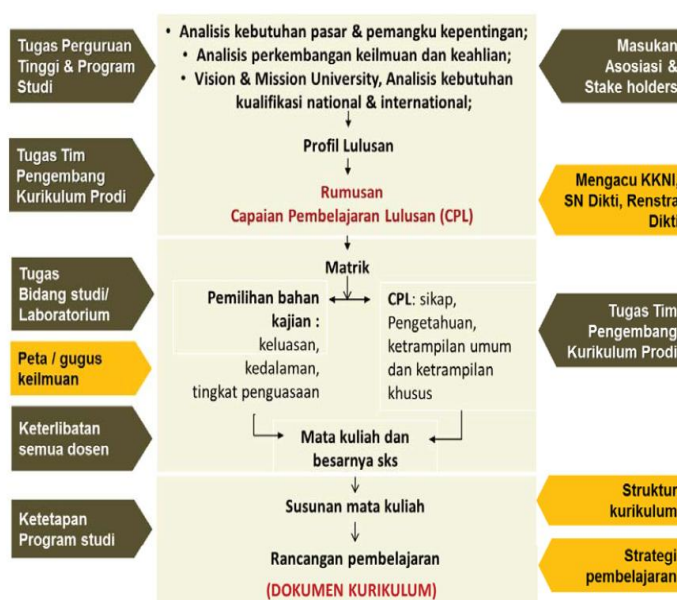 Tugas Perguruan
Tinggi & Program
Studi
• Analisis kebutuhan pasar & pemangku kepentingan;
• Analisis perkembangan keilmuan dan keahlian;
• Vision & Mission University, Analisis kebutuhan
kualifikasi national & international;
Masukan
Asosiasi &
Stake holders
Tugas Tim
Pengembang
Kurikulum Prodi
Profil Lulusan
Rumusan
Capaian Pembelajaran Lulusan (CPL)
Mengacu KKNI,
SN Dikti, Renstra
Dikti
Tugas
Bidang studi/
Laboratorium
Matrik
Pemilihan bahan
kajian :
keluasan,
kedalaman,
tingkat penguasaan
CPL: sikap,
Pengetahuan,
ketrampilan umum
dan ketrampilan
khusus
Tugas Tim
Pengembang
Kurikulum Prodi
Peta / gugus
keilmuan
Keterlibatan
semua dosen
Mata kuliah dan
besarnya sks
Ketetapan
Program studi
Susunan mata kuliah
Rancangan pembelajaran
(DOKUMEN KURIKULUM)
Struktur
kurikulum
Strategi
pembelajaran